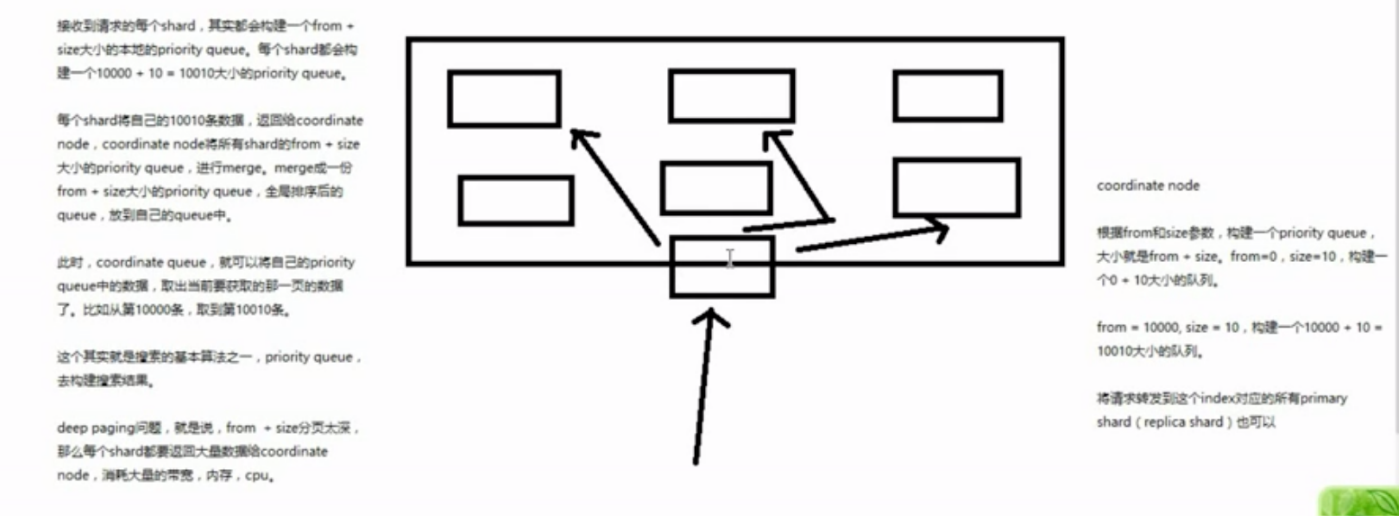 接收到请求的每个shard，其实都会构建一个from +
size大小的本地的priority queue。每个shard都会构
建一个10000 + 10 = 10010大小的priority queue。
每个shard将自己的10010条数据，返回给coordinate
node，coordinate node将所有shard的from + size
大小的priority queue，进行merge。merge成一份
from + size大小的priority queue，全局排序后的
queue，放到自己的queue中。
此时，coordinate queue，就可以将自己的priority
queue中的数据，取出当前要获取的那一页的数据
了。比如从第10000条，取到第10010条。
这个其实就是搜索的基本算法之一，priority queue，
去构建搜索结果。
deep paging问题，就是说，from  + size分页太深，
那么每个shard都要返回大量数据给coordinate
node，消耗大量的带宽，内存，cpu。
coordinate node
根据from和size参数，构建一个priority queue，
大小就是from + size。from=0，size=10，构建一
个0 + 10大小的队列。
from = 10000, size = 10，构建一个10000 + 10 =
10010大小的队列。
将请求转发到这个index对应的所有primary
shard（replica shard）也可以